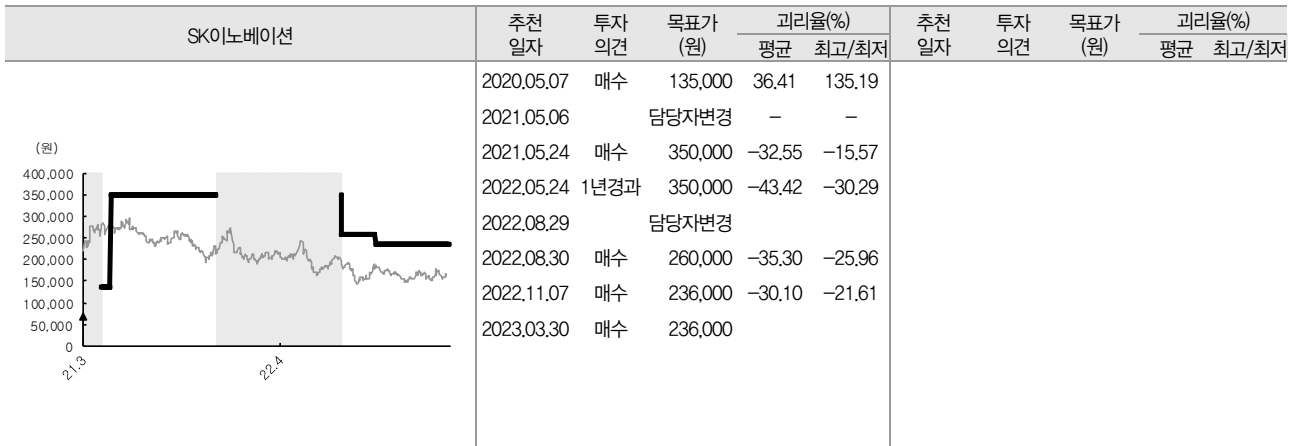 SK이노베이션
추천 일자 투자 의견 목표가 (원) 괴리율(%) 평균 최고/최저 추천 일자 투자 의견 목표가 (원) 괴리율(%) 평균 최고/최저
2020.05.07 매수 135,000 36.41 135.19
2021.05.06 담당자변경 – –
2021.05.24 매수 350,000 –32.55 –15.57
2022.05.24 1년경과 350,000 –43.42 –30.29
2022.08.29 담당자변경
2022.08.30 매수 260,000 –35.30 –25.96
2022.11.07 매수 236,000 –30.10 –21.61
2023.03.30 매수 236,000
(원)
400,000
350,000
300,000
250,000
200,000
150,000
100,000
50,000
0
21.3 22.4